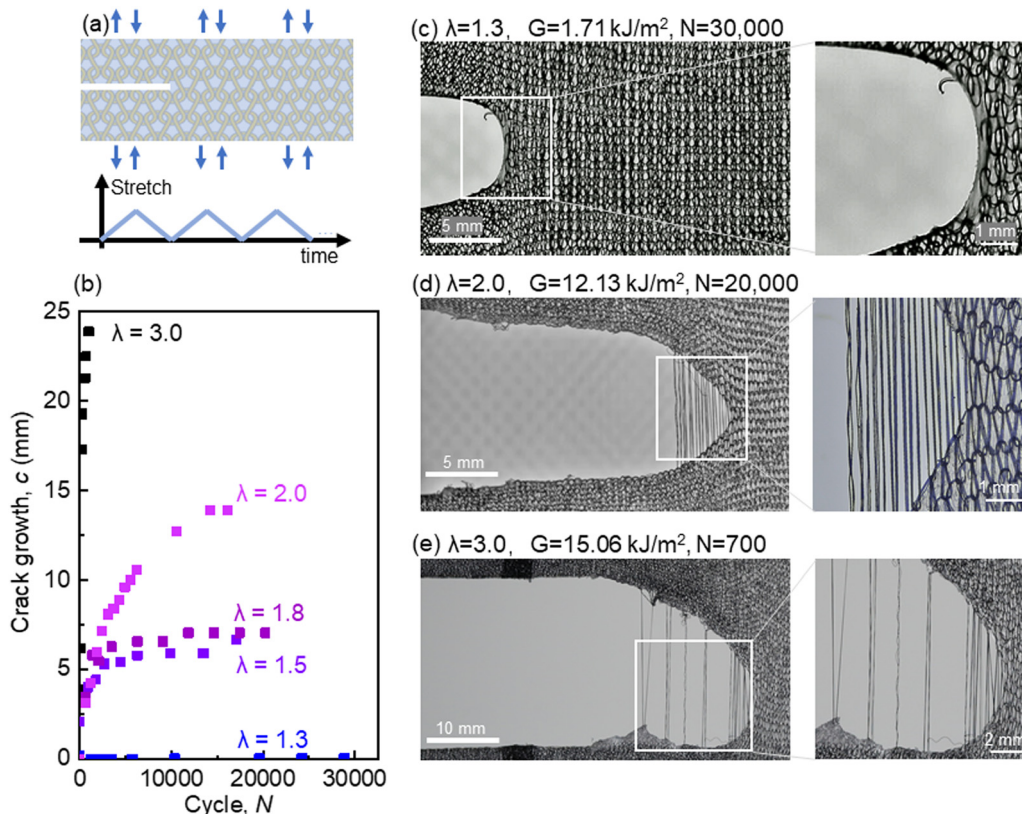 (a)
Stretch
time
(b)
Crack growth, c (mm)
25
20
15
10
5
0
λ = 3.0
λ = 2.0
λ = 1.8
λ = 1.5
λ = 1.3
0 10000 20000 30000
Cycle, N
(c) λ=1.3, G=1.71 kJ/m², N=30,000
5 mm
1 mm
(d) λ=2.0, G=12.13 kJ/m², N=20,000
5 mm
1 mm
(e) λ=3.0, G=15.06 kJ/m², N=700
10 mm
2 mm